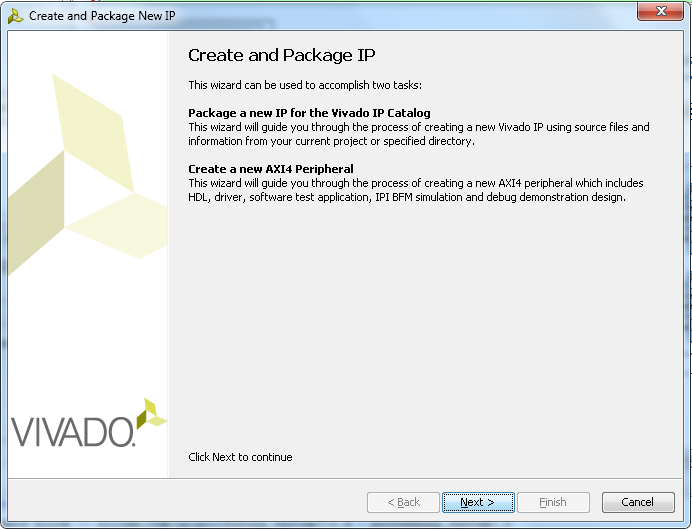 Create and Package New IP
Create and Package IP
This wizard can be used to accomplish two tasks:
Package a new IP for the Vivado IP Catalog
This wizard will guide you through the process of creating a new Vivado IP using source files and
information from your current project or specified directory.
Create a new AXI4 Peripheral
This wizard will guide you through the process of creating a new AXI4 peripheral which includes
HDL, driver, software test application, IPI BFM simulation and debug demonstration design.
VIVADO.
Click Next to continue
< Back
Next >
Finish
Cancel